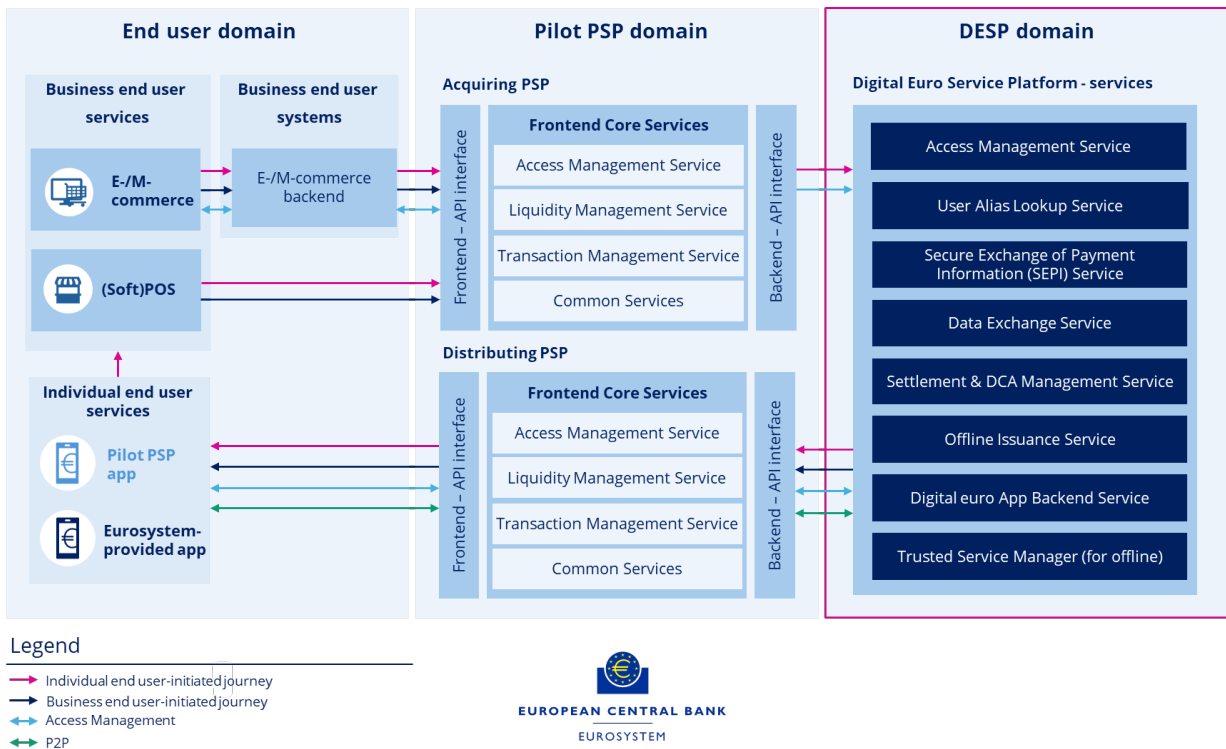 End user domain
Pilot PSP domain
DESP domain
Business end user
services
Business end user
systems
E-/M-
commerce
E-/M-commerce
backend
(Soft)POS
Individual end user
services
Pilot PSP
app
Eurosystem-
provided app
Acquiring PSP
Frontend – API interface
Frontend Core Services
Access Management Service
Liquidity Management Service
Transaction Management Service
Common Services
Backend – API interface
Distributing PSP
Frontend – API interface
Frontend Core Services
Access Management Service
Liquidity Management Service
Transaction Management Service
Common Services
Backend – API interface
Digital Euro Service Platform - services
Access Management Service
User Alias Lookup Service
Secure Exchange of Payment
Information (SEPI) Service
Data Exchange Service
Settlement & DCA Management Service
Offline Issuance Service
Digital euro App Backend Service
Trusted Service Manager (for offline)
Legend
Individual end user-initiated journey
Business end user-initiated journey
Access Management
P2P
EUROPEAN CENTRAL BANK
EUROSYSTEM